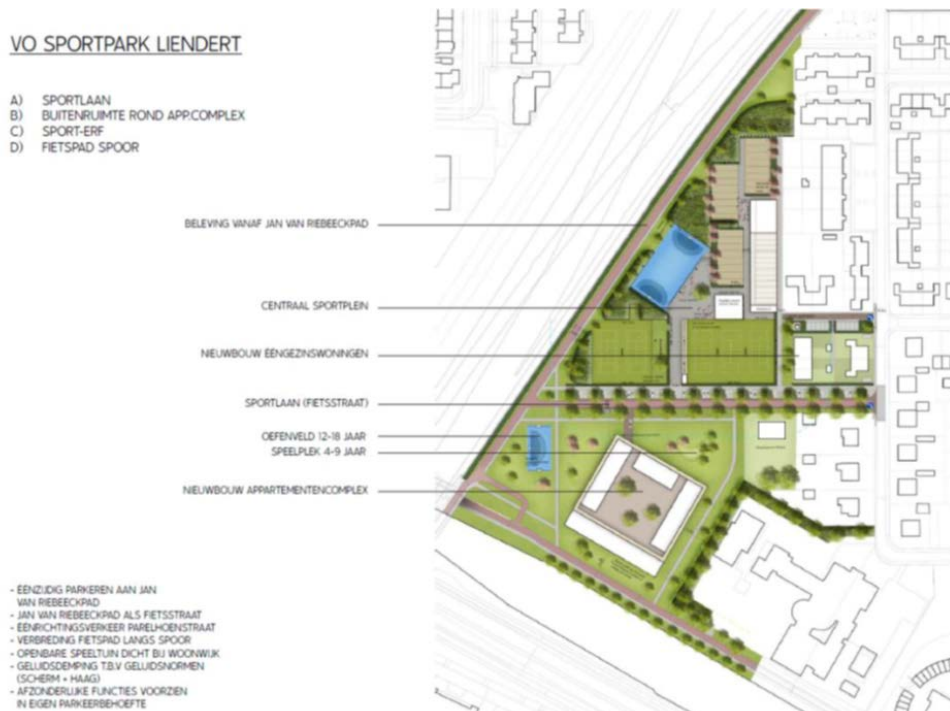 VO SPORTPARK LIENDERT
A) SPORTLAAN
B) BUITENRUIMTE ROND APP.COMPLEX
C) SPORT-ERF
D) FIETSPAD SPOOR
BELEVING VANAF JAN VAN RIEBEECKPAD
CENTRAAL SPORTPLEIN
NIEUWBOUW ÉÉNGEZINSWONINGEN
SPORTLAAN (FIETSSTRAAT)
OEFENVELD 12-18 JAAR
SPEELPLEK 4-9 JAAR
NIEUWBOUW APPARTEMENTENCOMPLEX
- ÉÉNZIJDIG PARKEREN AAN JAN
VAN RIEBEECKPAD
- JAN VAN RIEBEECKPAD ALS FIETSSTRAAT
- ÉÉNRICHTINGSVERKEER PARELHOENSTRAAT
- VERBREDING FIETSPAD LANGS SPOOR
- OPENBARE SPEELTUIN DICHT BIJ WOONWIJK
- GELUIDSDEMPING T.B.V GELUIDSNORMEN
(SCHERM + HAAG)
- AFZONDERLIJKE FUNCTIES VOORZIEN
IN EIGEN PARKEERBEHOEFTE